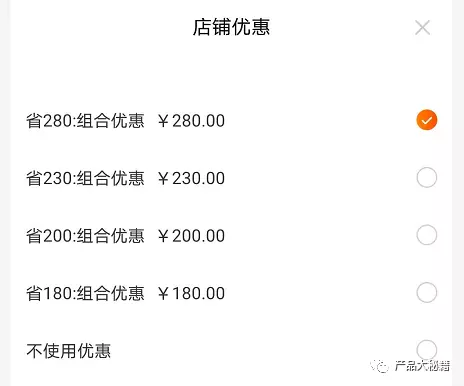 店铺优惠
省280:组合优惠 ￥280.00
省230:组合优惠 ￥230.00
省200:组合优惠 ￥200.00
省180:组合优惠 ￥180.00
不使用优惠
产品大秘籍